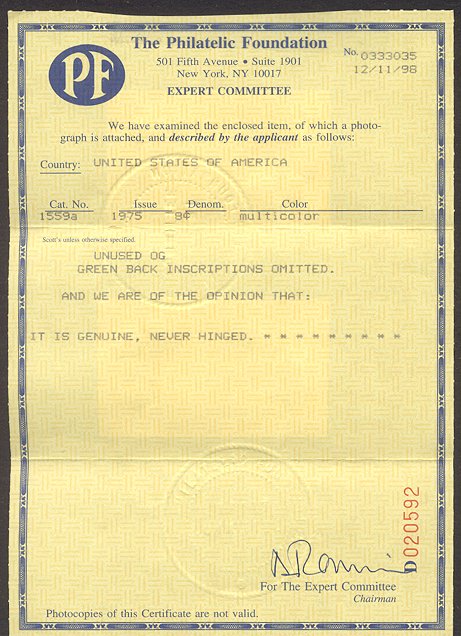 PF
The Philatelic Foundation
501 Fifth Avenue • Suite 1901
New York, NY 10017
EXPERT COMMITTEE
No. 0333035
12/11/98
We have examined the enclosed item, of which a photo-
graph is attached, and described by the applicant as follows:
Country: UNITED STATES OF AMERICA
Cat. No. Issue Denom. Color
1559a 1975 8¢ multicolor
Scott's unless otherwise specified
UNUSED OG
GREEN BACK INSCRIPTIONS OMITTED.
AND WE ARE OF THE OPINION THAT:
IT IS GENUINE, NEVER HINGED. * * * * * * * * *
D020592
For The Expert Committee
Chairman
Photocopies of this Certificate are not valid.